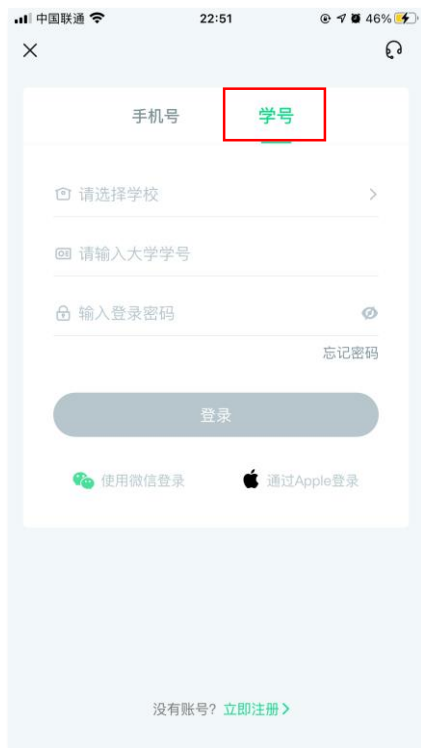 中国联通 22:51 46%
手机号 学号
请选择学校
请输入大学学号
输入登录密码
忘记密码
登录
使用微信登录 通过Apple登录
没有账号? 立即注册